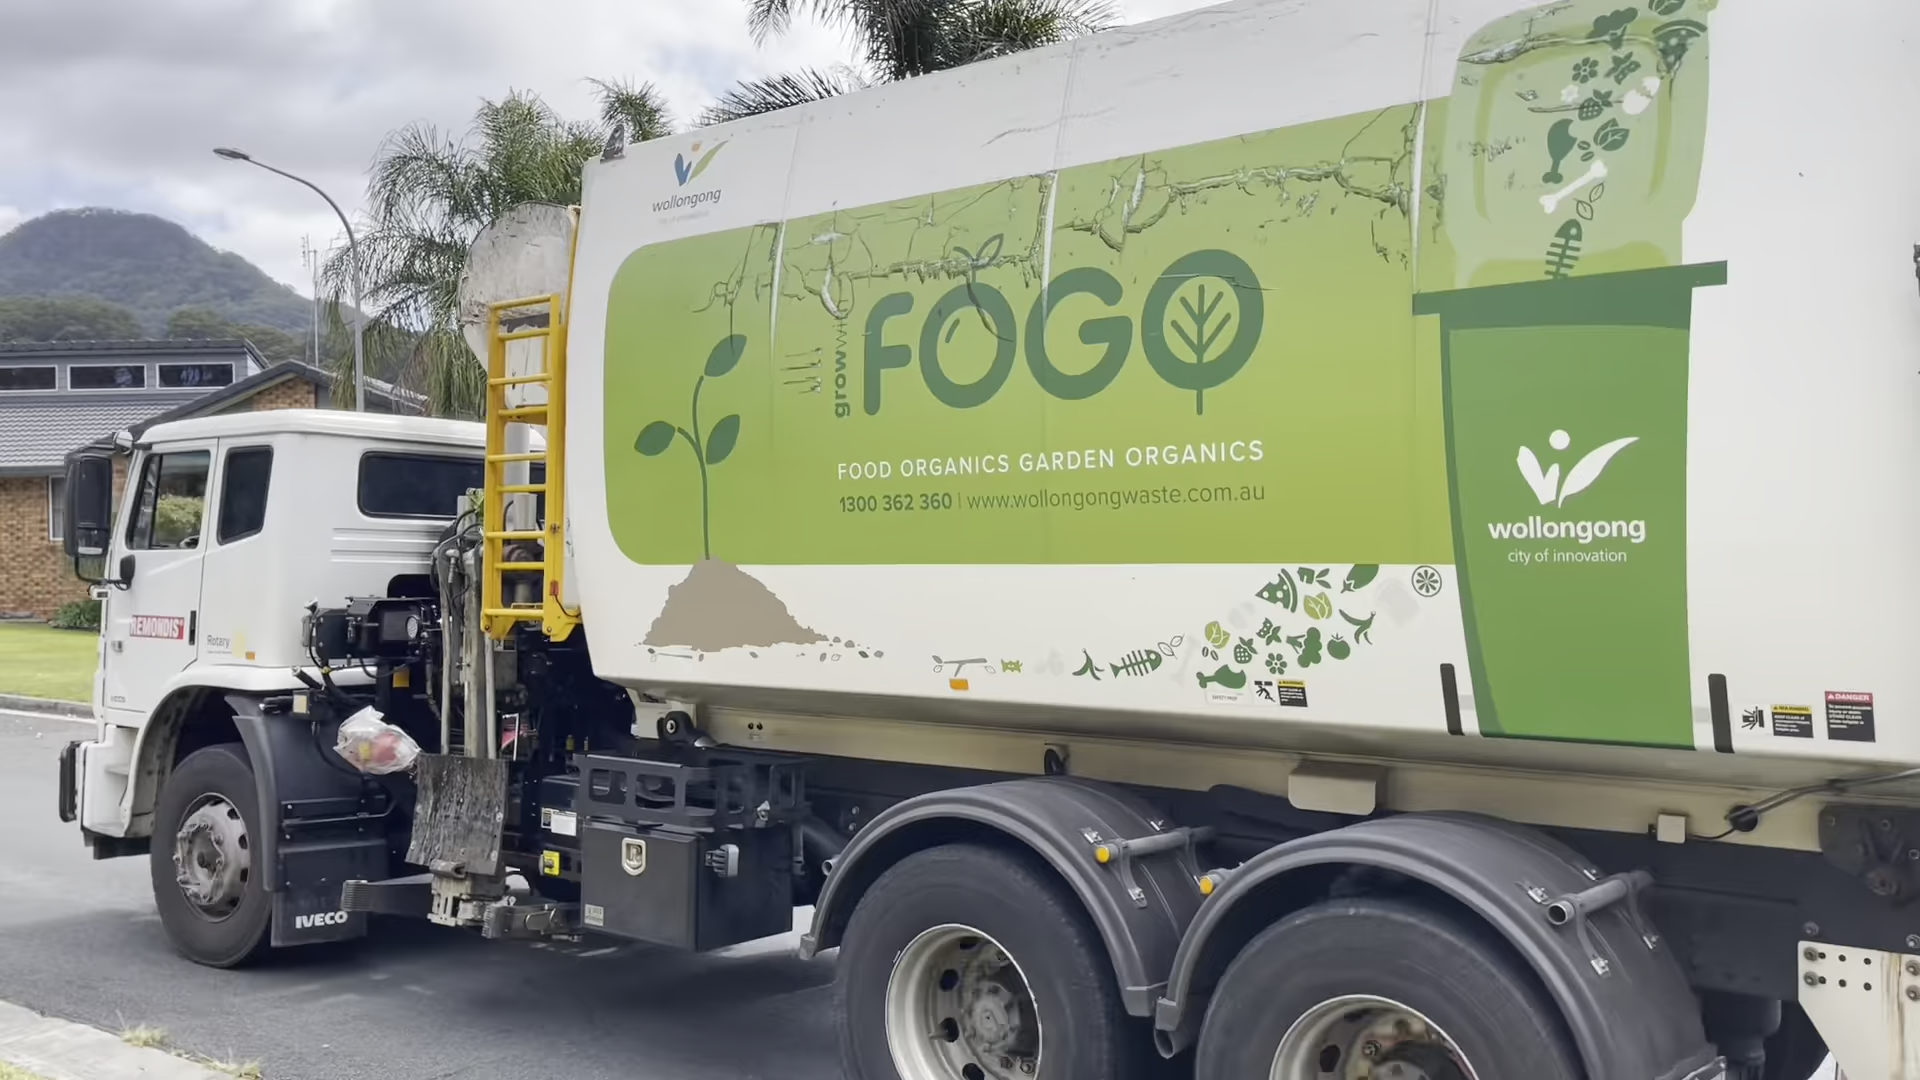 wollongong
city of innovation
grow with
FOGO
FOOD ORGANICS GARDEN ORGANICS
1300 362 360 | www.wollongongwaste.com.au
wollongong
city of innovation
REMONDIS
Rotary
IVECO
DANGER